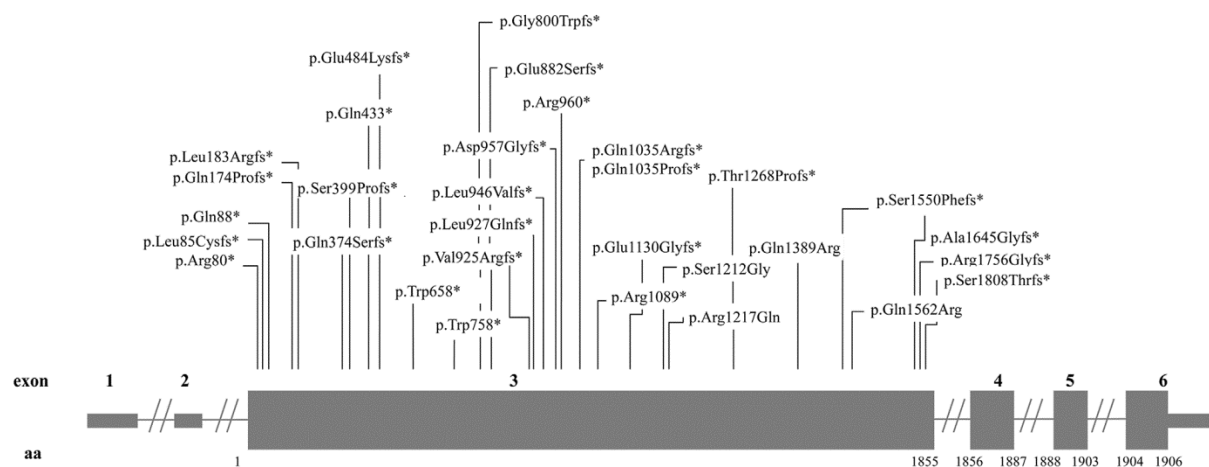 p.Gly800Trpfs*
p.Glu484Lysfs*
p.Glu882Serfs*
p.Arg960*
p.Gln433*
p.Leu183Argfs*
p.Asp957Glyfs*
p.Gln1035Argfs*
p.Gln174Profs*
p.Ser399Profs*
p.Gln1035Profs*
p.Thr1268Profs*
p.Leu946Valfs*
p.Ser1550Phefs*
p.Gln88*
p.Leu927Glnfs*
p.Leu85Cysfs*
p.Gln374Serfs*
p.Glu1130Glyfs*
p.Gln1389Arg
p.Ala1645Glyfs*
p.Arg80*
p.Val925Argfs*
p.Ser1212Gly
p.Arg1756Glyfs*
p.Ser1808Thrfs*
p.Trp658*
p.Arg1089*
p.Gln1562Arg
p.Trp758*
p.Arg1217Gln
exon 1 2 3 4 5 6
aa 1 1855 1856 1887 1888 1903 1904 1906